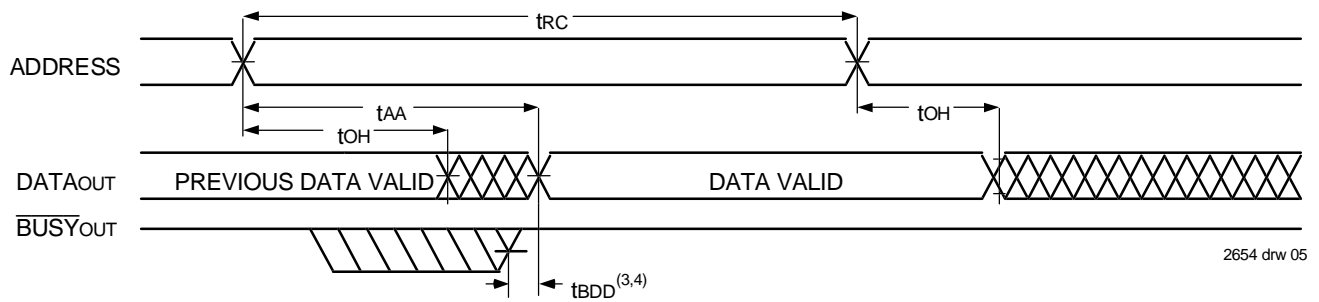 tRC
ADDRESS
tAA
tOH
tOH
DATAOUT
PREVIOUS DATA VALID
DATA VALID
BUSYOUT
2654 drw 05
tBDD(3,4)